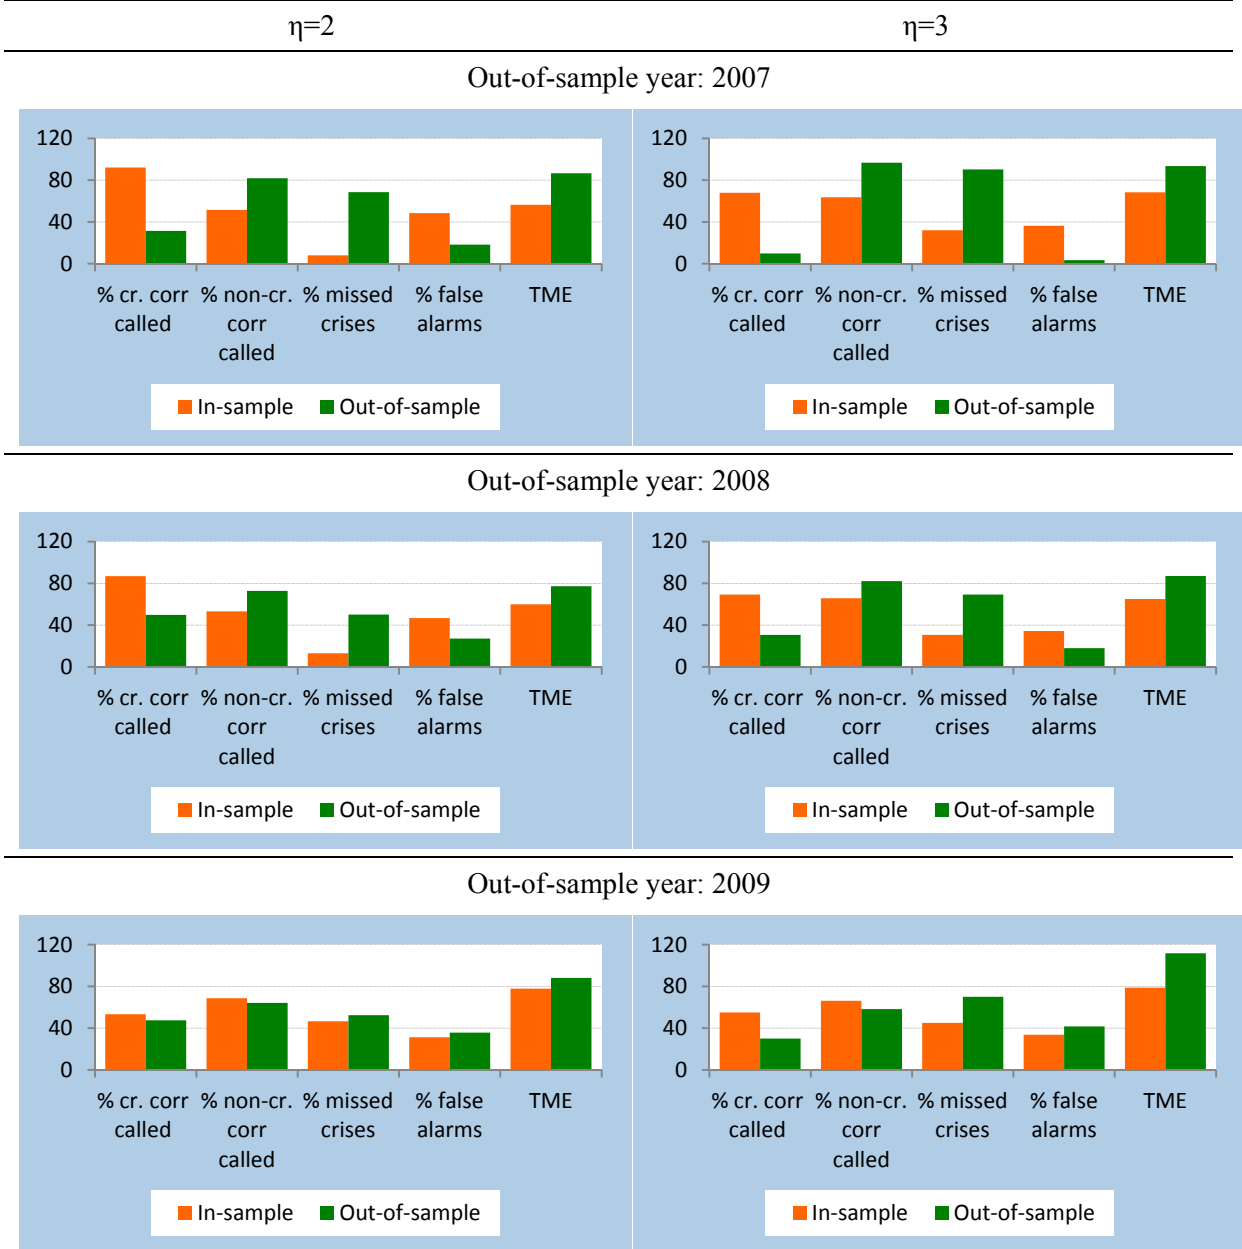 η=2 η=3
Out-of-sample year: 2007
120
80
40
0
% cr. corr % non-cr. % missed % false TME
called corr crises alarms
called
In-sample Out-of-sample
120
80
40
0
% cr. corr % non-cr. % missed % false TME
called corr crises alarms
called
In-sample Out-of-sample
Out-of-sample year: 2008
120
80
40
0
% cr. corr % non-cr. % missed % false TME
called corr crises alarms
called
In-sample Out-of-sample
120
80
40
0
% cr. corr % non-cr. % missed % false TME
called corr crises alarms
called
In-sample Out-of-sample
Out-of-sample year: 2009
120
80
40
0
% cr. corr % non-cr. % missed % false TME
called corr crises alarms
called
In-sample Out-of-sample
120
80
40
0
% cr. corr % non-cr. % missed % false TME
called corr crises alarms
called
In-sample Out-of-sample